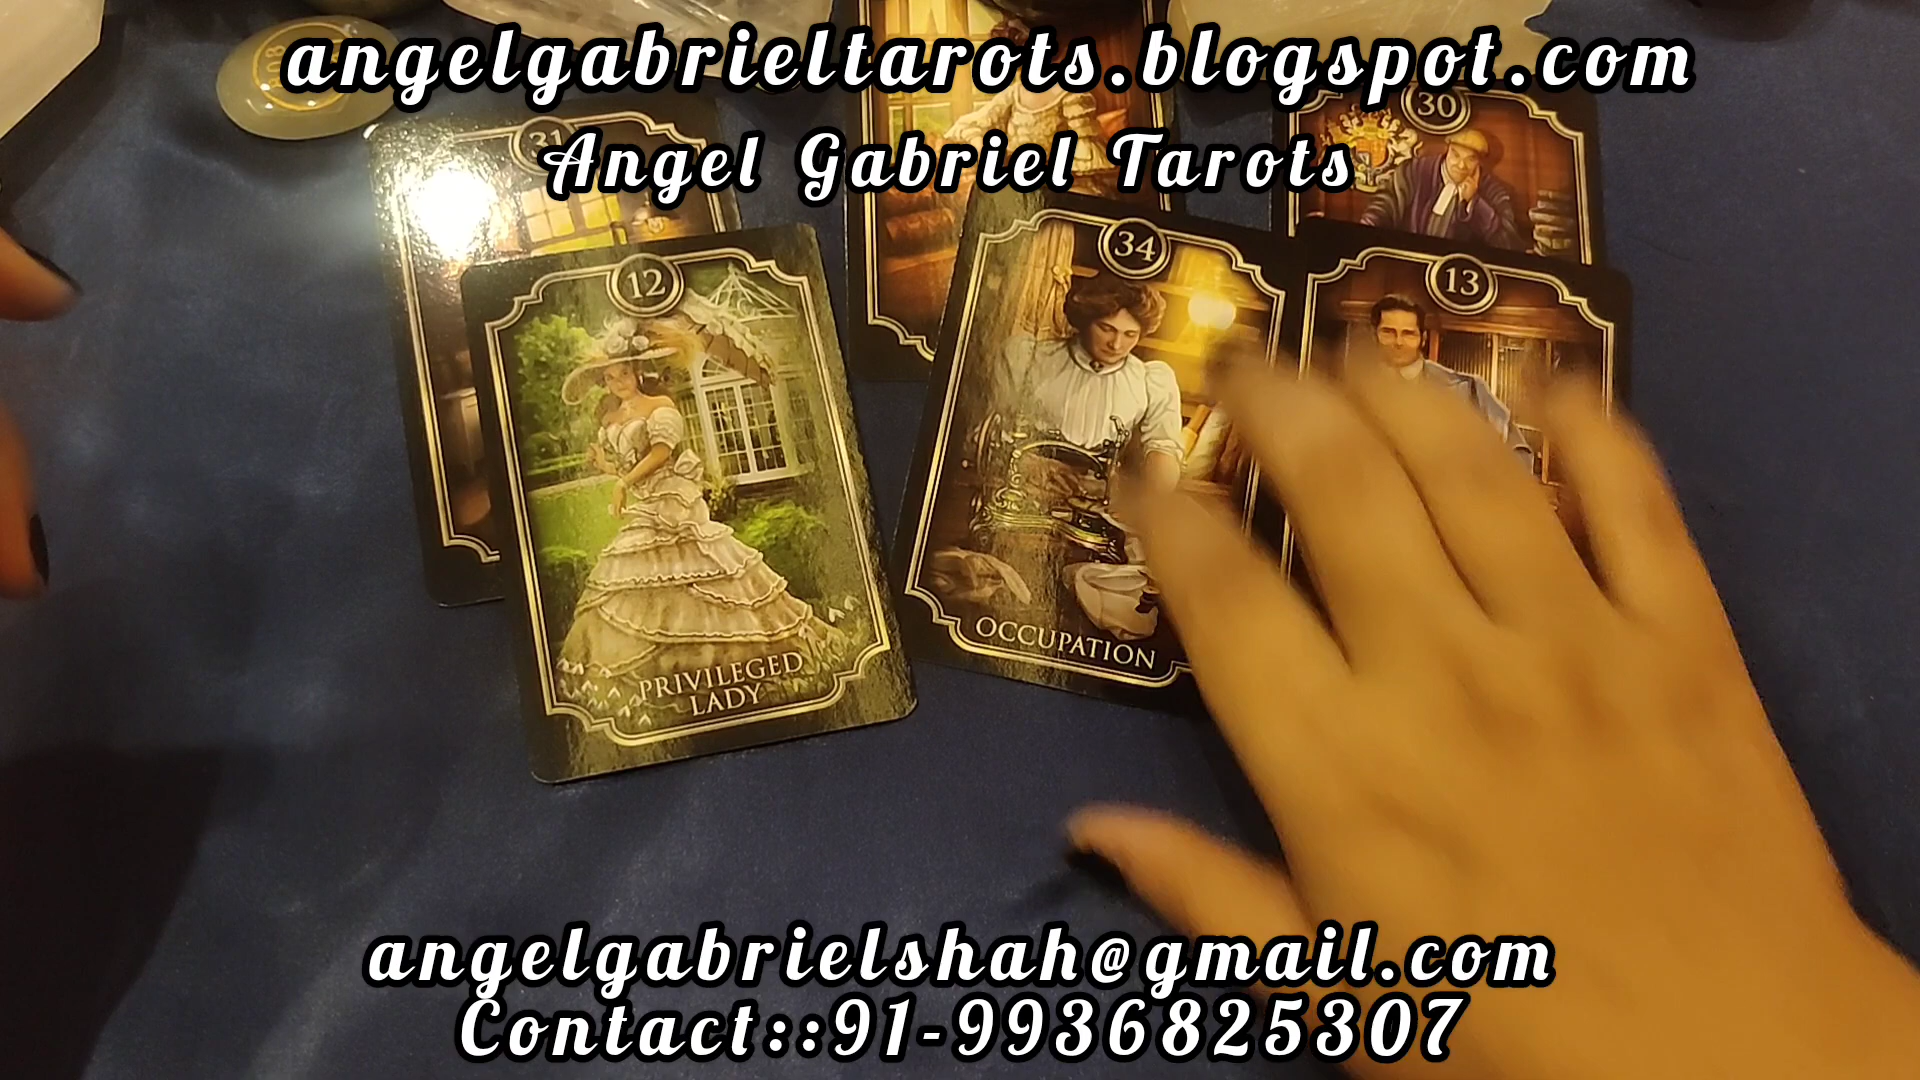 angelgabrieltarots.blogspot.com
Angel Gabriel Tarots
31
30
12
34
13
PRIVILEGED
LADY
OCCUPATION
angelgabrielshah@gmail.com
Contact::91-9936825307